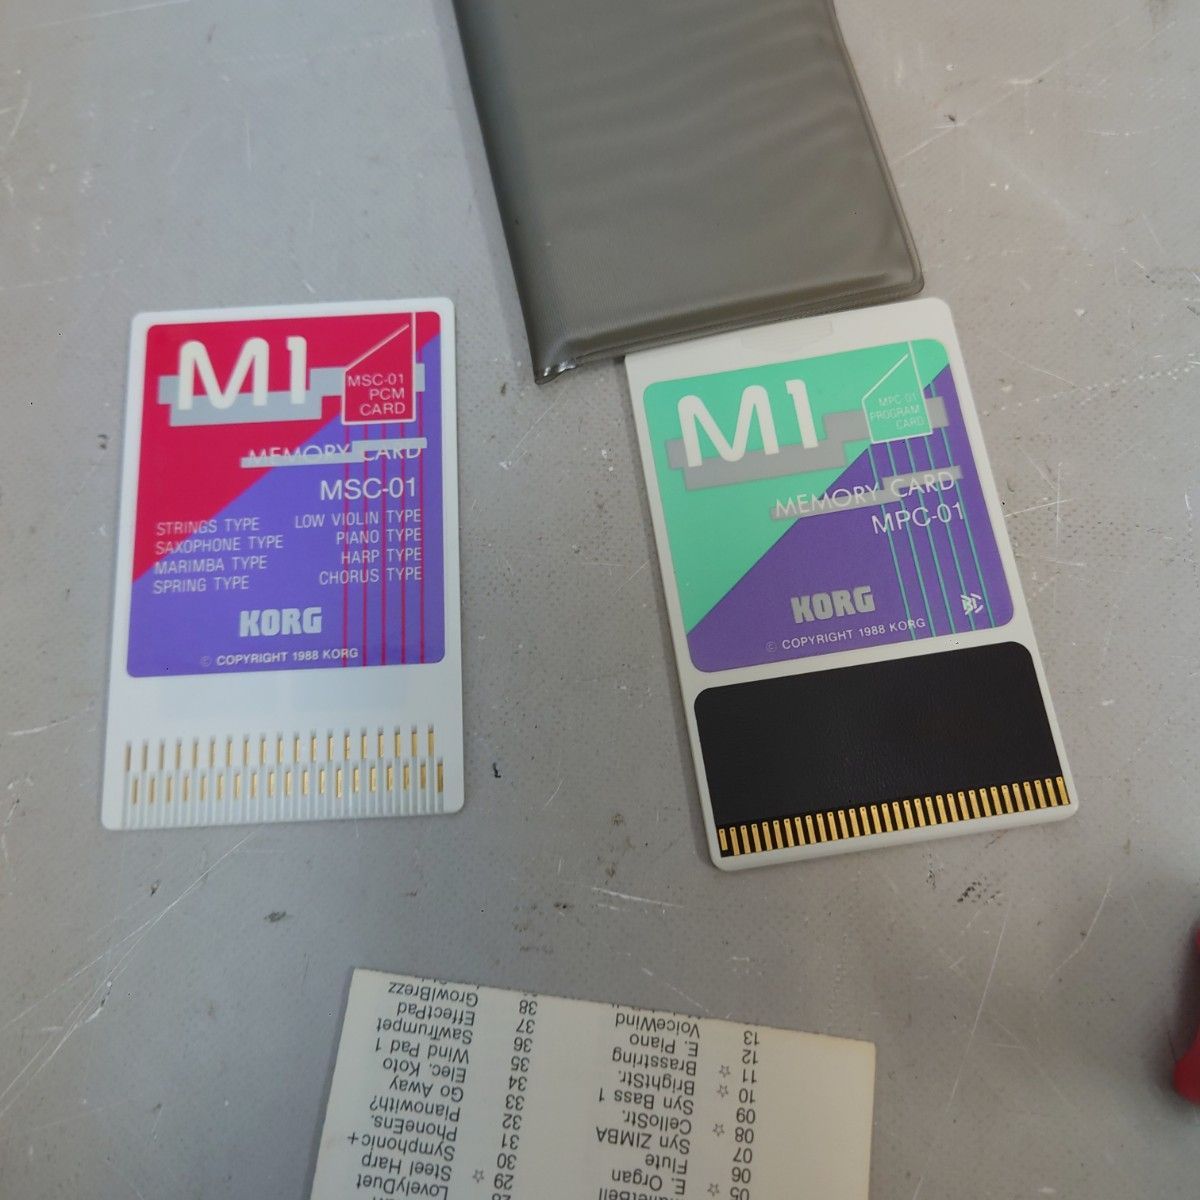 M1
MSC-01
PCM
CARD
MEMORY CARD
MSC-01
STRINGS TYPE
SAXOPHONE TYPE
MARIMBA TYPE
SPRING TYPE
LOW VIOLIN TYPE
PIANO TYPE
HARP TYPE
CHORUS TYPE
KORG
© COPYRIGHT 1988 KORG
M1
MPC-01
PROGRAM
CARD
MEMORY CARD
MPC-01
KORG
© COPYRIGHT 1988 KORG
05 ☆ E. Organ
06 Flute
07 Syn ZIMBA
08 ☆ CelloStr.
09 Syn Bass 1
10 ☆ BrightStr.
11 ☆ Brasstring
12 E. Piano
13 VoiceWind
28 LovelyDuet
29 ☆ Steel Harp
30 Symphonic+
31 PhoneEns.
32 Pianowith?
33 Go Away
34 Elec. Koto
35 Wind Pad 1
36 SawTrumpet
37 EffectPad
38 GrowlBrezz